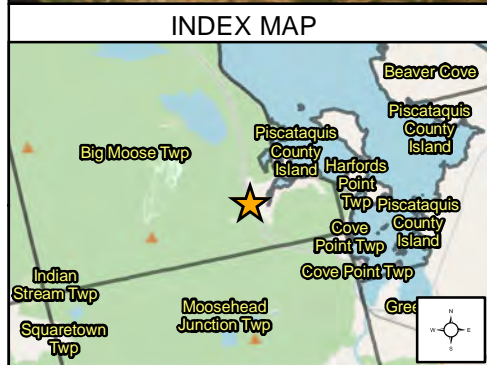 INDEX MAP
Beaver Cove
Piscataquis
County
Island
Big Moose Twp
Piscataquis
County
Island
Harfords
Point
Twp
Piscataquis
County
Island
Cove
Point Twp
Cove Point Twp
Indian
Stream Twp
Moosehead
Junction Twp
Squaretown
Twp
N
W
E
S